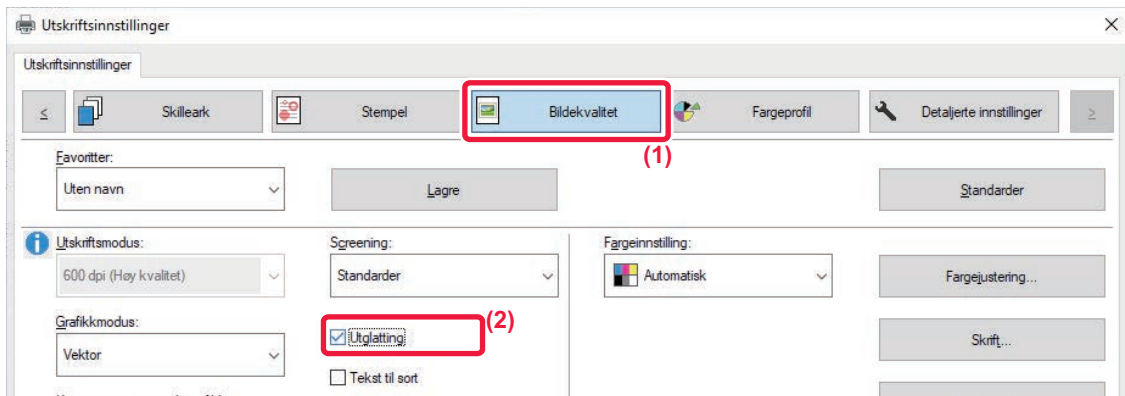 Utskriftsinnstillinger
Utskriftsinnstillinger
< Skilleark Stempel Bildekvalitet Fargeprofil Detaljerte innstillinger >
(1)
Favoritter:
Uten navn Lagre Standarder
Utskriftsmodus: Screening: Fargeinnstilling:
600 dpi (Høy kvalitet) Standarder Automatisk Fargejustering...
Grafikkmodus: (2)
Vektor Utglatting Skrift...
Tekst til sort